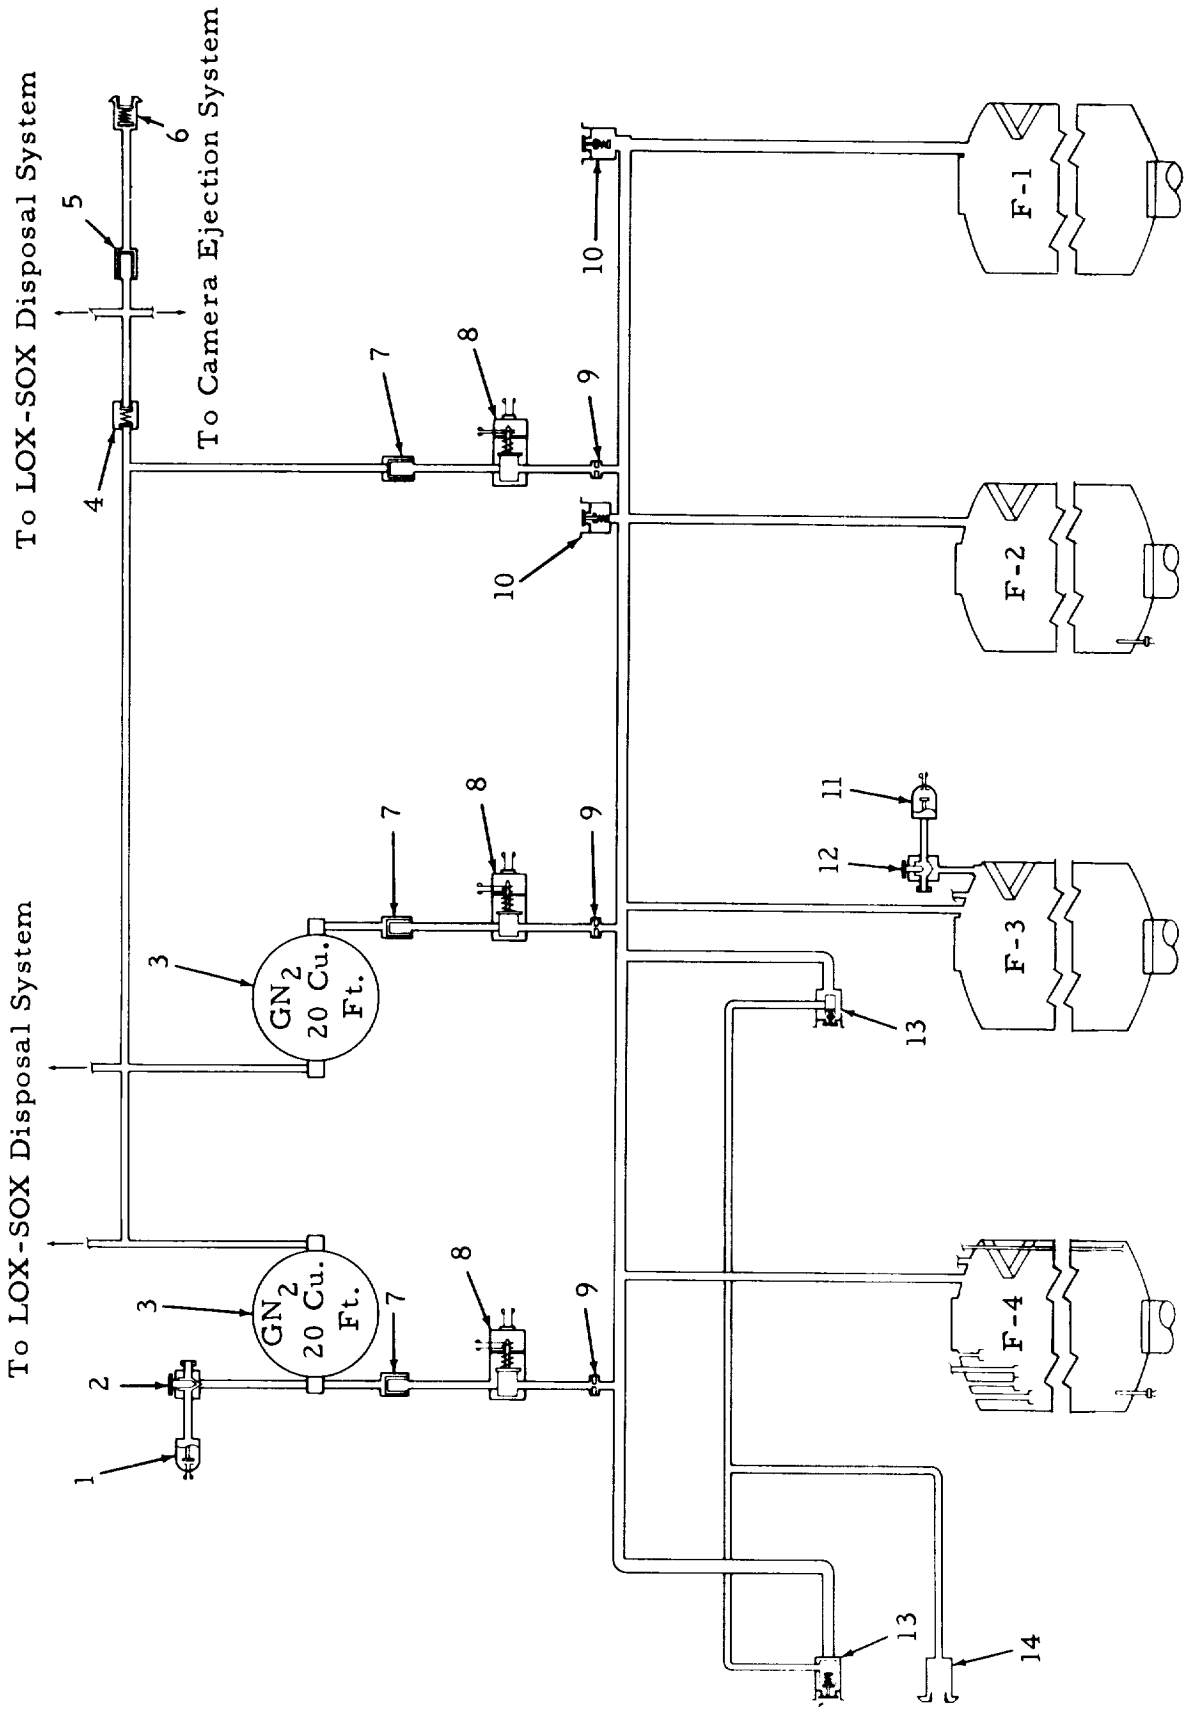 To LOX-SOX Disposal System
To LOX-SOX Disposal System
To Camera Ejection System
1
2
3
GN2
20 Cu.
Ft.
3
GN2
20 Cu.
Ft.
4
5
6
7
7
7
8
8
8
9
9
9
10
10
11
12
13
13
14
F-4
F-3
F-2
F-1